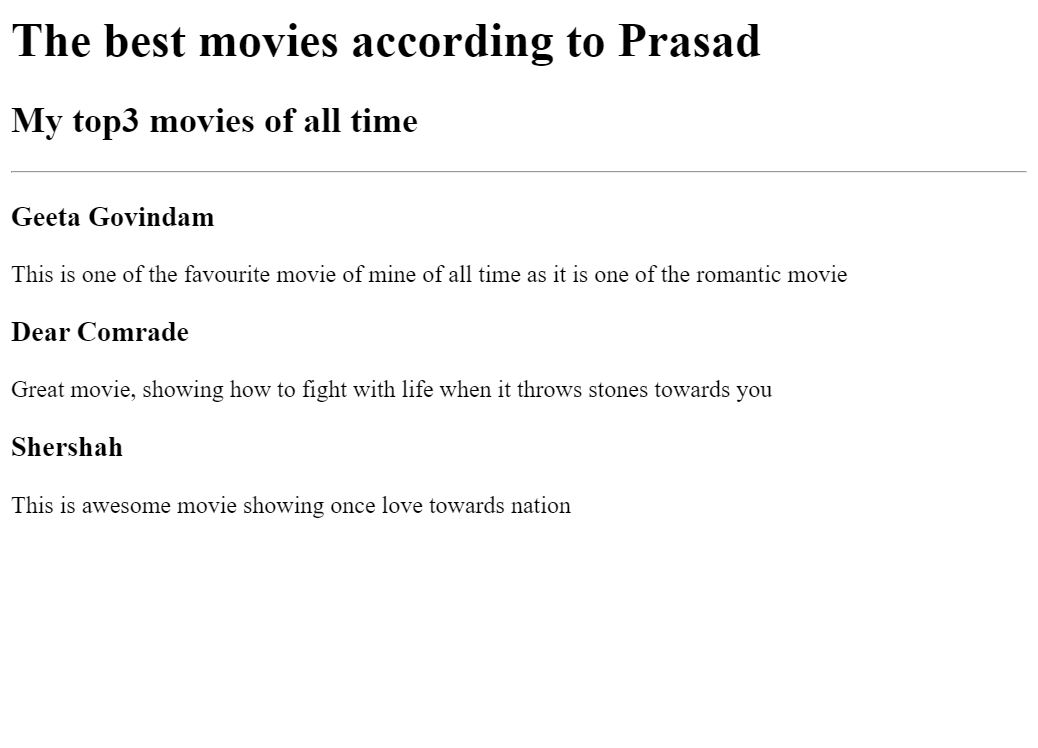 The best movies according to Prasad
My top3 movies of all time
Geeta Govindam
This is one of the favourite movie of mine of all time as it is one of the romantic movie
Dear Comrade
Great movie, showing how to fight with life when it throws stones towards you
Shershah
This is awesome movie showing once love towards nation